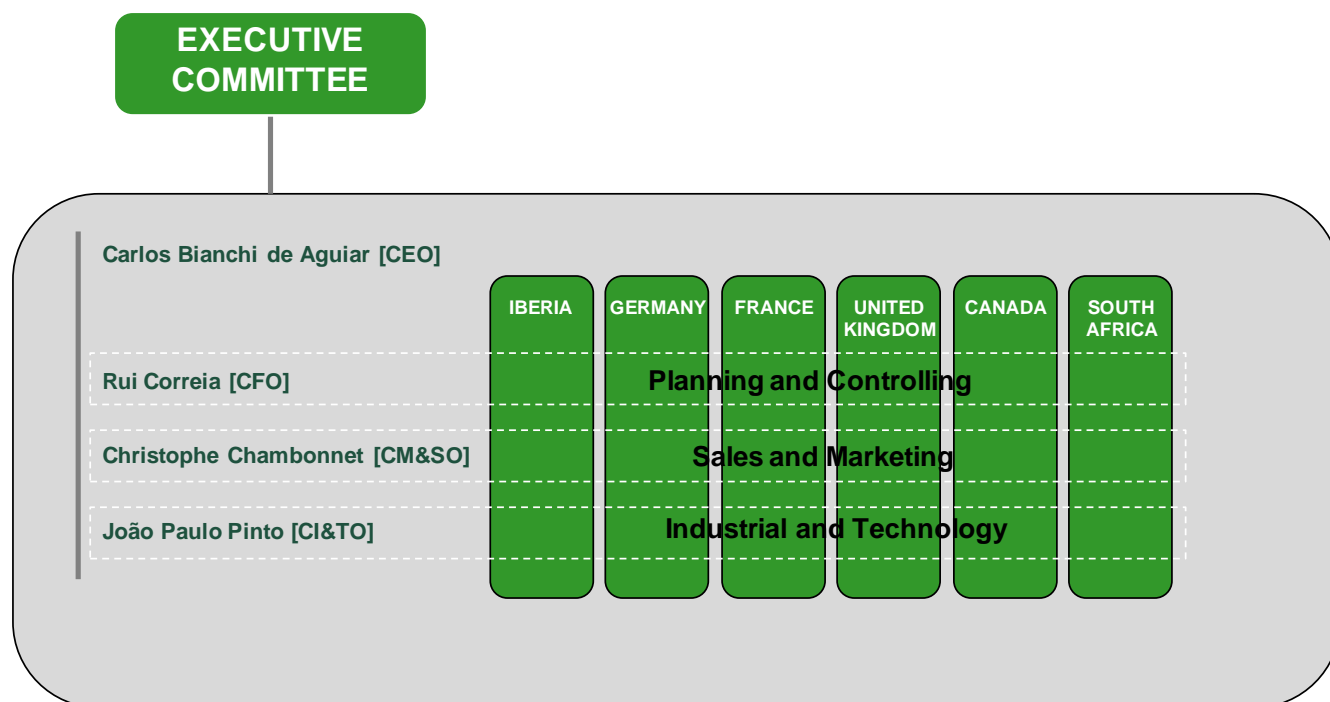 EXECUTIVE
COMMITTEE
Carlos Bianchi de Aguiar [CEO]
IBERIA
GERMANY
FRANCE
UNITED
KINGDOM
CANADA
SOUTH
AFRICA
Rui Correia [CFO]
Planning and Controlling
Christophe Chambonnet [CM&SO]
Sales and Marketing
João Paulo Pinto [CI&TO]
Industrial and Technology